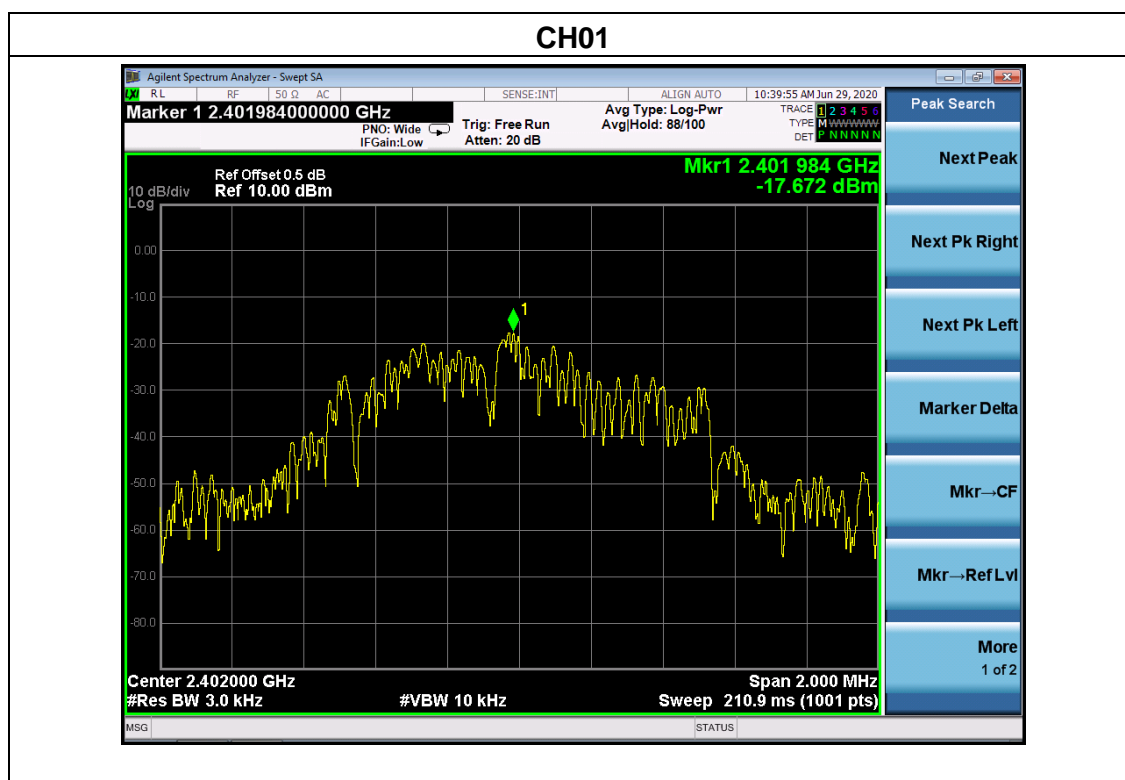 CH01
Agilent Spectrum Analyzer - Swept SA
LXI RL RF 50 Ω AC SENSE:INT ALIGN AUTO 10:39:55 AM Jun 29, 2020
Marker 1 2.401984000000 GHz
PNO: Wide
IFGain:Low
Trig: Free Run
Atten: 20 dB
Avg Type: Log-Pwr
Avg|Hold: 88/100
TRACE 1 2 3 4 5 6
TYPE M WWWWW
DET P N N N N N
Mkr1 2.401 984 GHz
-17.672 dBm
Ref Offset 0.5 dB
10 dB/div Ref 10.00 dBm
Log
0.00
-10.0
-20.0
-30.0
-40.0
-50.0
-60.0
-70.0
-80.0
1
Center 2.402000 GHz Span 2.000 MHz
#Res BW 3.0 kHz #VBW 10 kHz Sweep 210.9 ms (1001 pts)
MSG STATUS
Peak Search
Next Peak
Next Pk Right
Next Pk Left
Marker Delta
Mkr→CF
Mkr→Ref Lvl
More
1 of 2